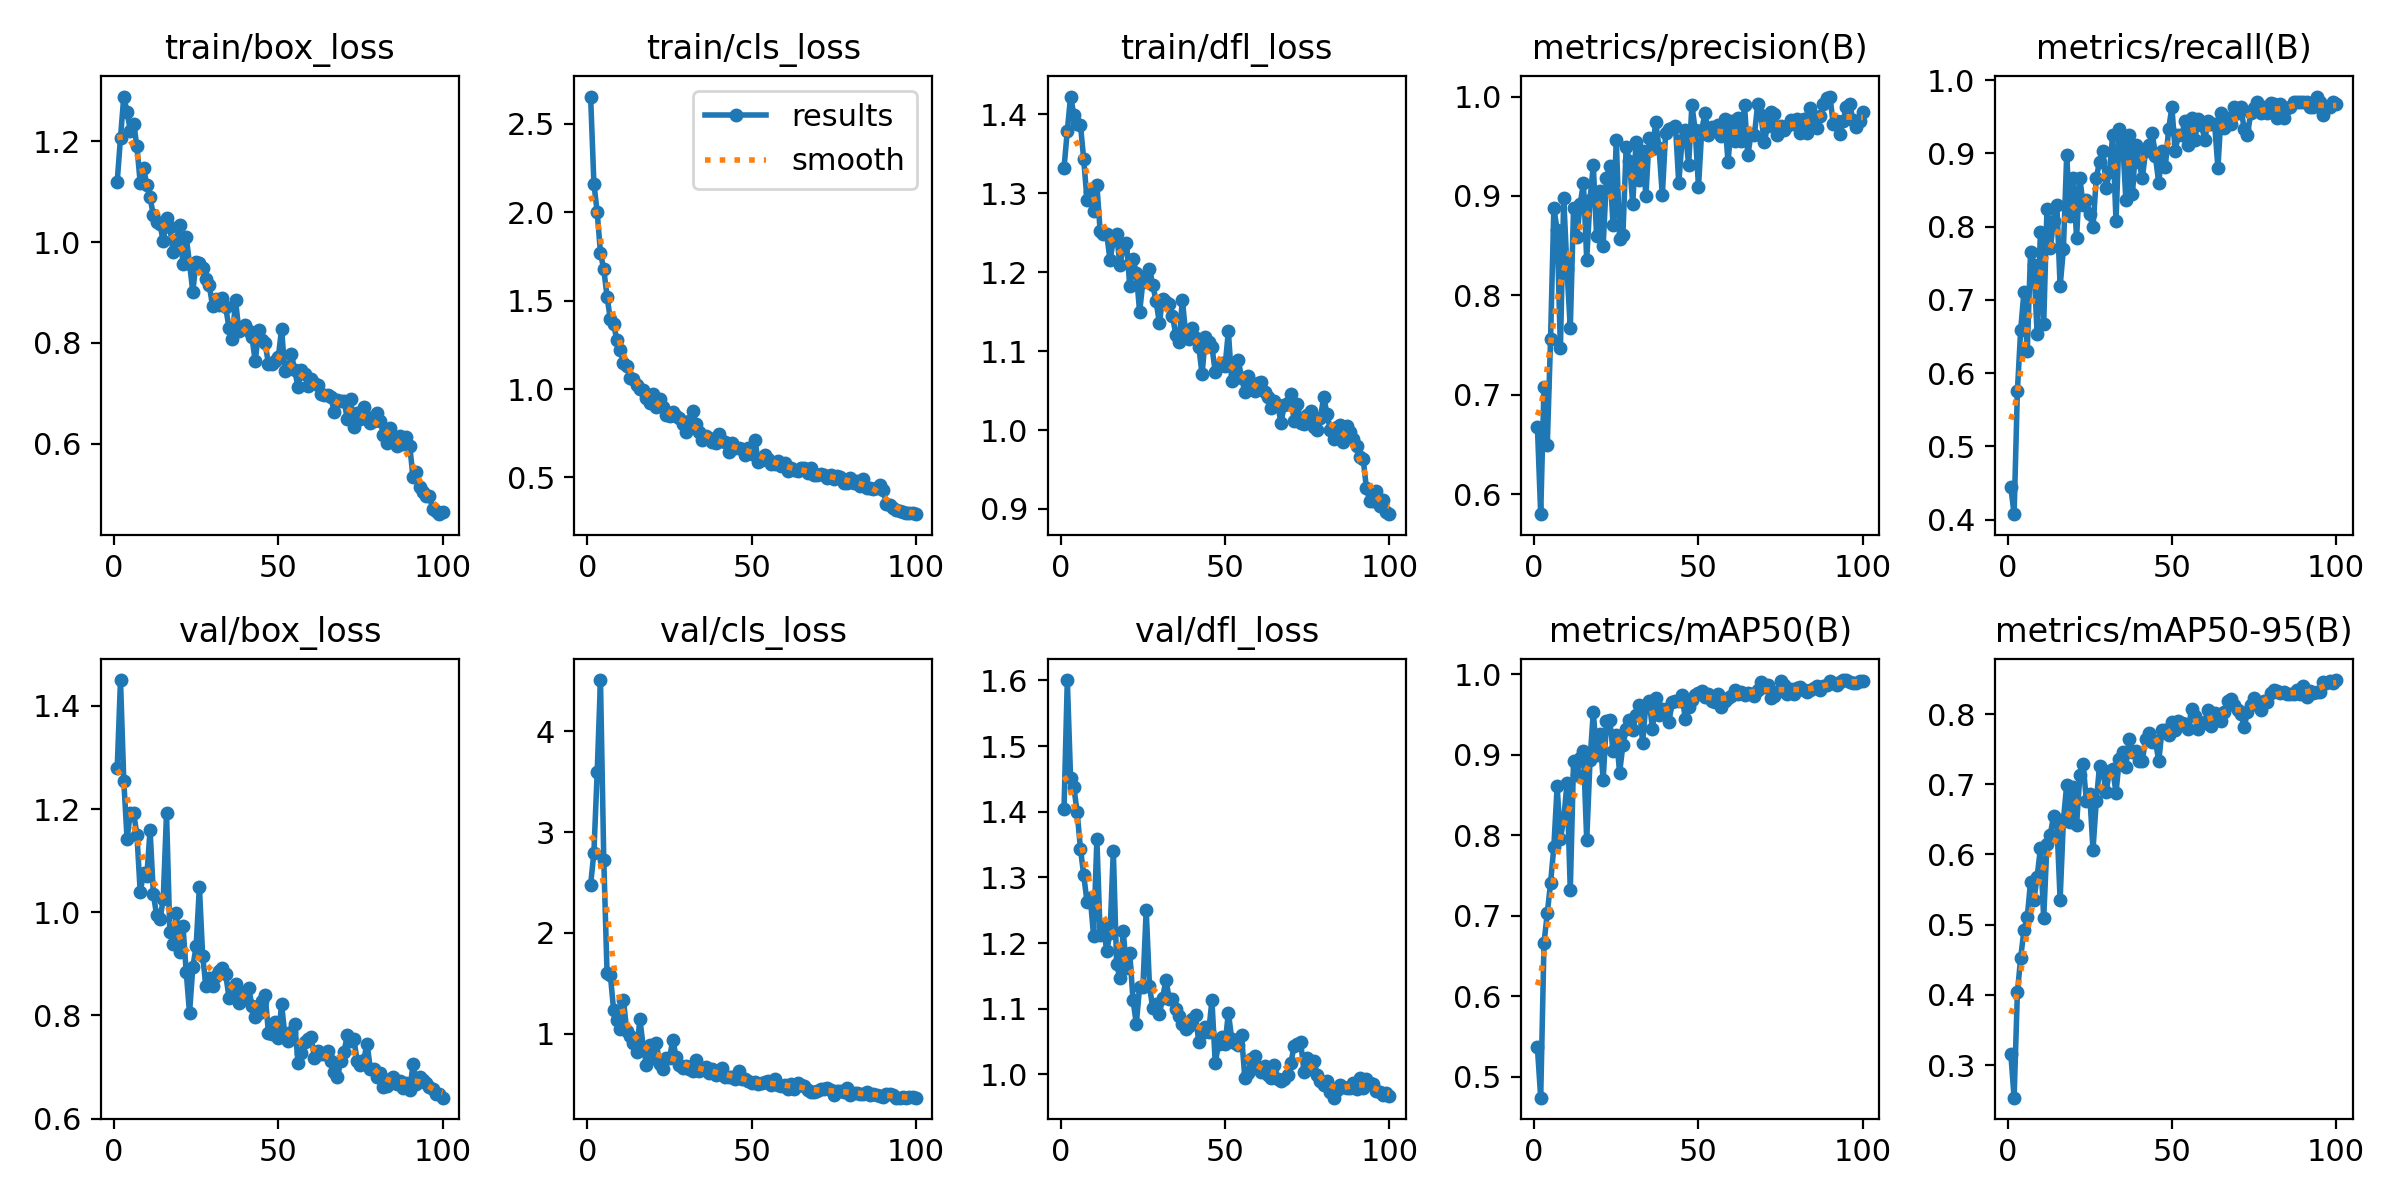 train/box_loss
1.2
1.0
0.8
0.6
0 50 100
train/cls_loss
results
smooth
2.5
2.0
1.5
1.0
0.5
0 50 100
train/dfl_loss
1.4
1.3
1.2
1.1
1.0
0.9
0 50 100
metrics/precision(B)
1.0
0.9
0.8
0.7
0.6
0 50 100
metrics/recall(B)
1.0
0.9
0.8
0.7
0.6
0.5
0.4
0 50 100
val/box_loss
1.4
1.2
1.0
0.8
0.6
0 50 100
val/cls_loss
4
3
2
1
0 50 100
val/dfl_loss
1.6
1.5
1.4
1.3
1.2
1.1
1.0
0 50 100
metrics/mAP50(B)
1.0
0.9
0.8
0.7
0.6
0.5
0 50 100
metrics/mAP50-95(B)
0.8
0.7
0.6
0.5
0.4
0.3
0 50 100